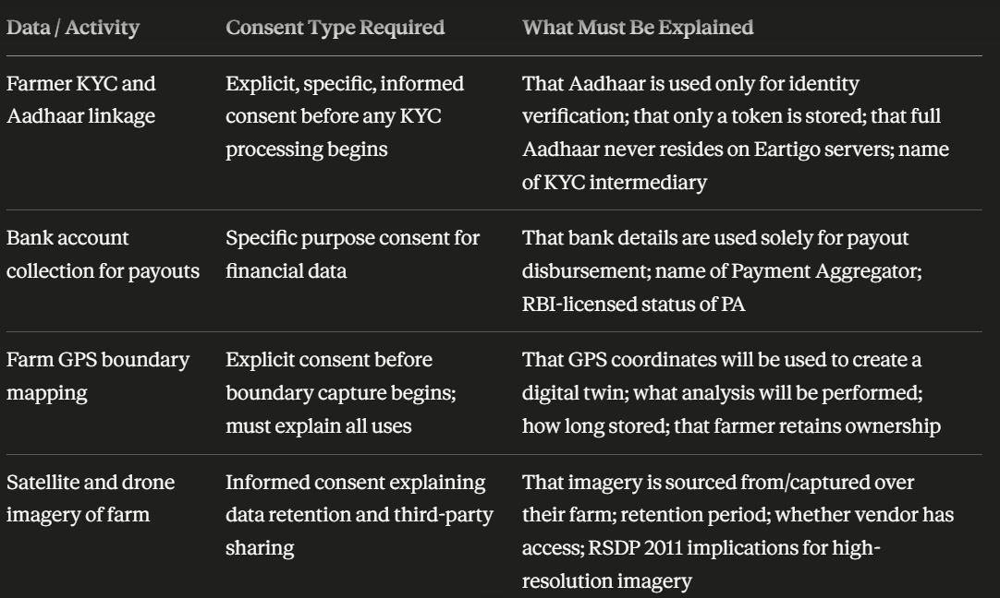 Data / Activity
Consent Type Required
What Must Be Explained
Farmer KYC and
Aadhaar linkage
Explicit, specific, informed
consent before any KYC
processing begins
That Aadhaar is used only for identity
verification; that only a token is stored; that full
Aadhaar never resides on Eartigo servers; name
of KYC intermediary
Bank account
collection for payouts
Specific purpose consent for
financial data
That bank details are used solely for payout
disbursement; name of Payment Aggregator;
RBI-licensed status of PA
Farm GPS boundary
mapping
Explicit consent before
boundary capture begins;
must explain all uses
That GPS coordinates will be used to create a
digital twin; what analysis will be performed;
how long stored; that farmer retains ownership
Satellite and drone
imagery of farm
Informed consent explaining
data retention and third-party
sharing
That imagery is sourced from/captured over
their farm; retention period; whether vendor has
access; RSDP 2011 implications for high-
resolution imagery